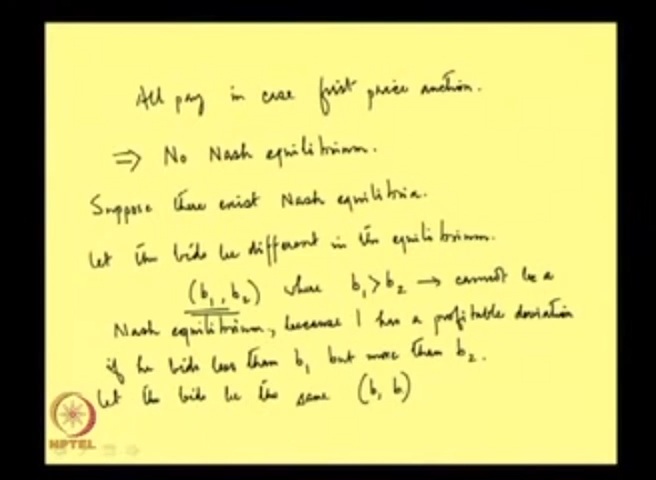 All pay in case first price auction.
⇒ No Nash equilibrium.
Suppose there exist Nash equilibria.
Let the bids be different in the equilibrium.
(b₁, b₂) where b₁ > b₂ → cannot be a
Nash equilibrium, because 1 has a profitable deviation
if he bids less than b₁ but more than b₂.
Let the bids be the same (b, b)
NPTEL